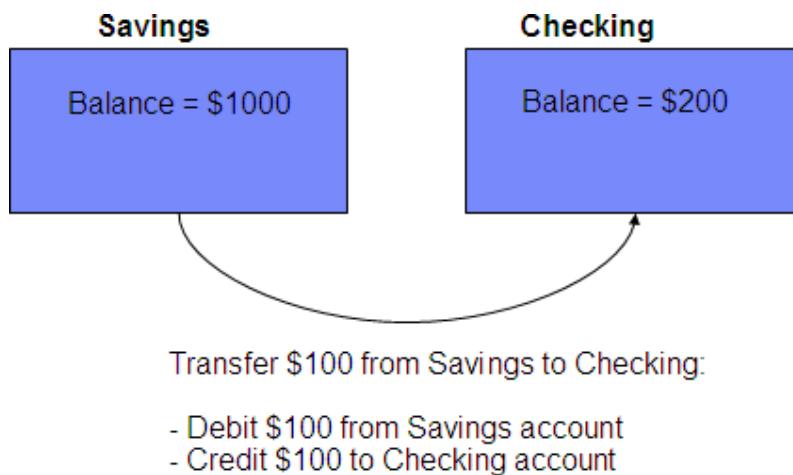 Savings
Checking
Balance = $1000
Balance = $200
Transfer $100 from Savings to Checking:
- Debit $100 from Savings account
- Credit $100 to Checking account